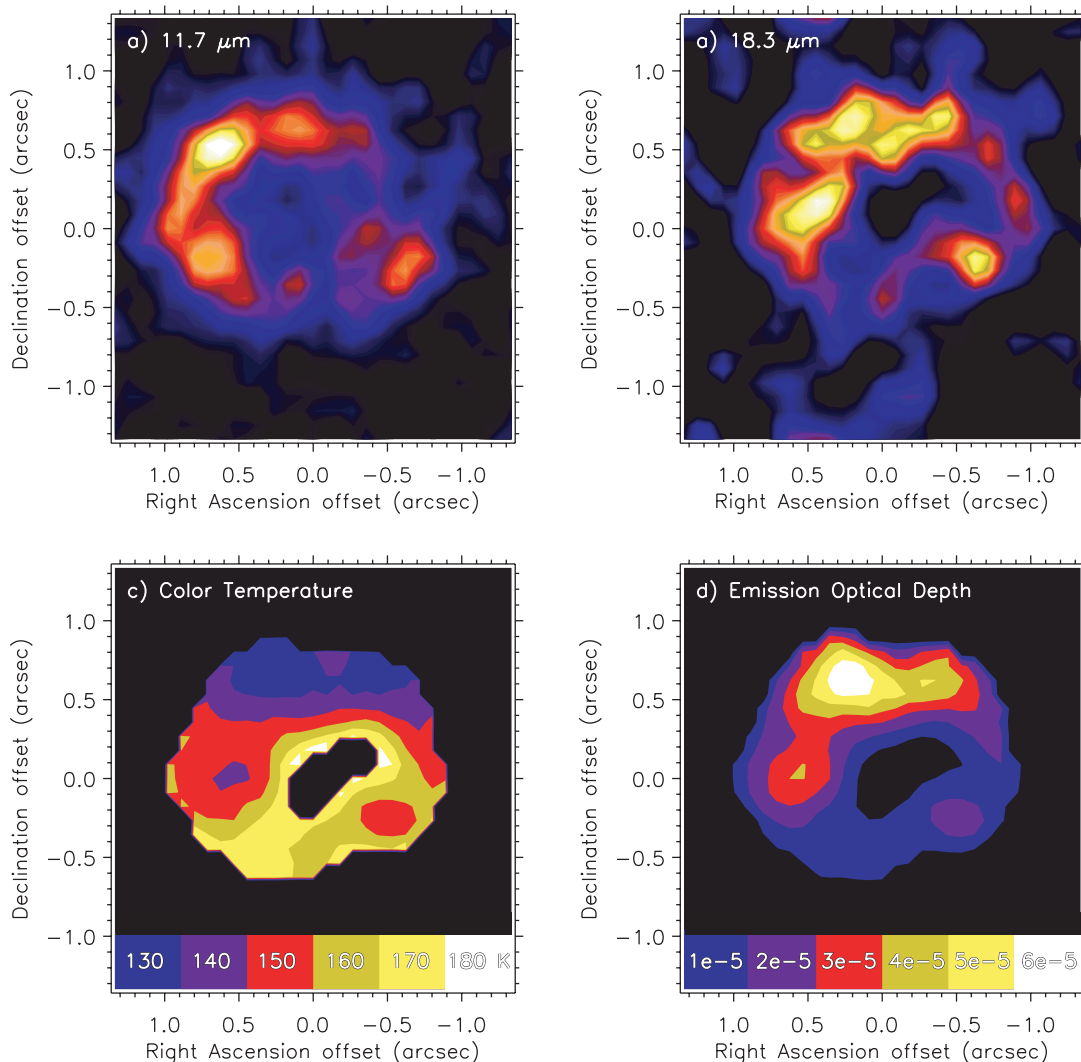 a) 11.7 μm
1.0
0.5
0.0
−0.5
−1.0
Declination offset (arcsec)
1.0 0.5 0.0 −0.5 −1.0
Right Ascension offset (arcsec)
a) 18.3 μm
1.0
0.5
0.0
−0.5
−1.0
Declination offset (arcsec)
1.0 0.5 0.0 −0.5 −1.0
Right Ascension offset (arcsec)
c) Color Temperature
1.0
0.5
0.0
−0.5
−1.0
Declination offset (arcsec)
130 140 150 160 170 180 K
1.0 0.5 0.0 −0.5 −1.0
Right Ascension offset (arcsec)
d) Emission Optical Depth
1.0
0.5
0.0
−0.5
−1.0
Declination offset (arcsec)
1e−5 2e−5 3e−5 4e−5 5e−5 6e−5
1.0 0.5 0.0 −0.5 −1.0
Right Ascension offset (arcsec)